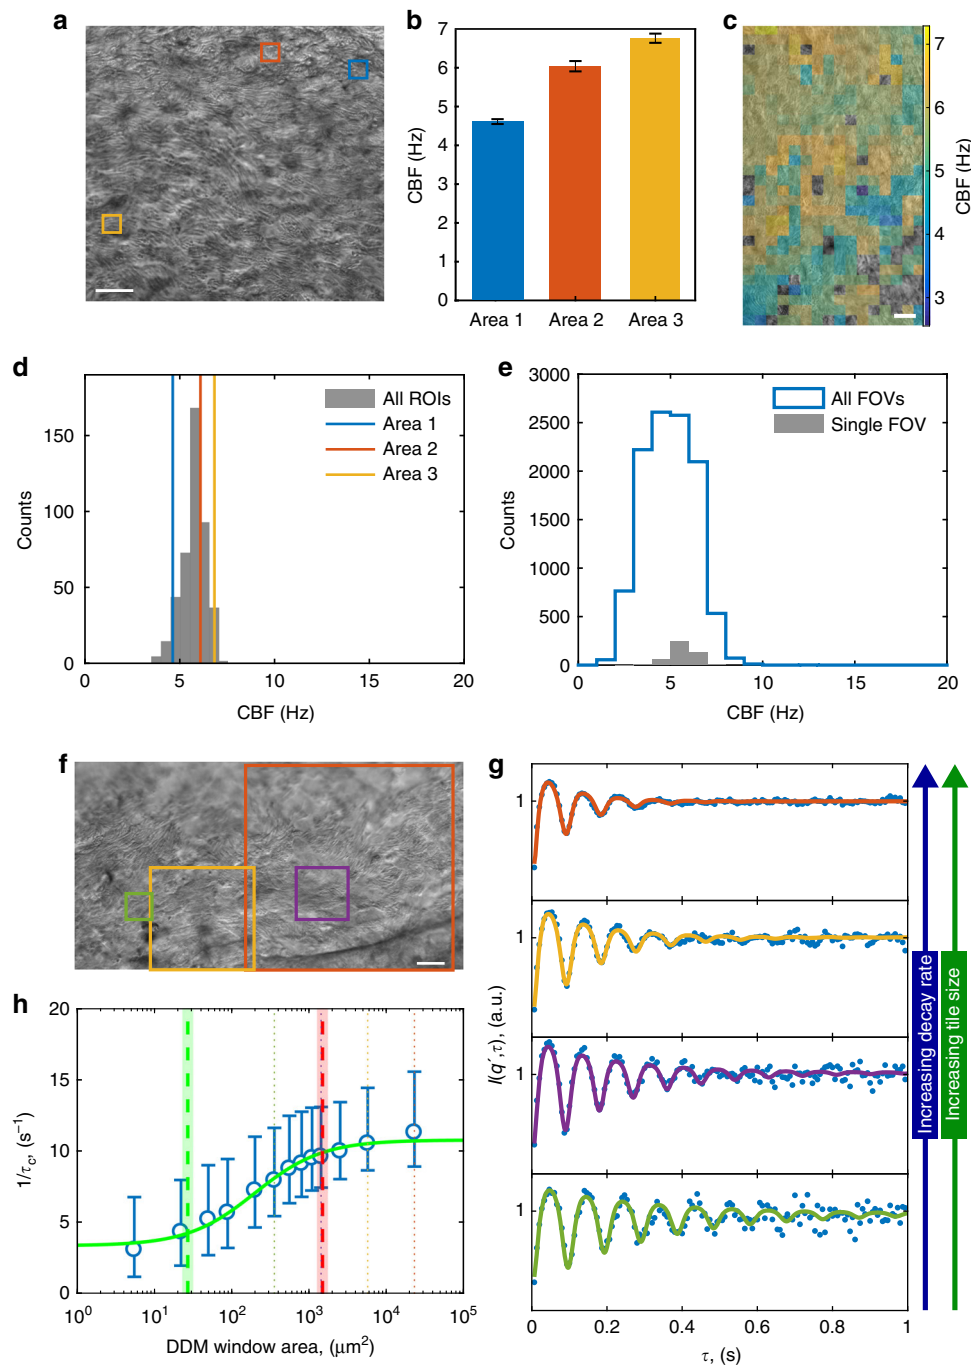 a
b
7
6
5
4
3
2
1
0
CBF (Hz)
Area 1 Area 2 Area 3
c
7
6
5
4
3
CBF (Hz)
d
150
100
50
0
Counts
0 5 10 15 20
CBF (Hz)
All ROIs
Area 1
Area 2
Area 3
e
3000
2500
2000
1500
1000
500
0
Counts
0 5 10 15 20
CBF (Hz)
All FOVs
Single FOV
f
g
1
1
1
1
I(q,τ), (a.u.)
0 0.2 0.4 0.6 0.8 1
τ, (s)
Increasing decay rate
Increasing tile size
h
20
15
10
5
0
1/τc, (s⁻¹)
10⁰ 10¹ 10² 10³ 10⁴ 10⁵
DDM window area, (μm²)